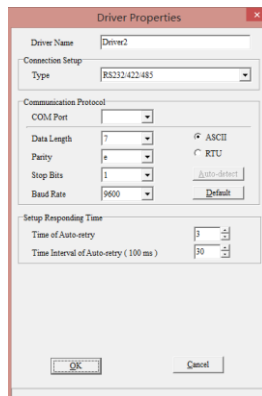 Driver Properties
Driver Name Driver2
Connection Setup
Type RS232/422/485
Communication Protocol
COM Port
Data Length 7 ASCII
Parity e RTU
Stop Bits 1 Auto-detect
Baud Rate 9600 Default
Setup Responding Time
Time of Auto-retry 3
Time Interval of Auto-retry ( 100 ms ) 30
OK Cancel